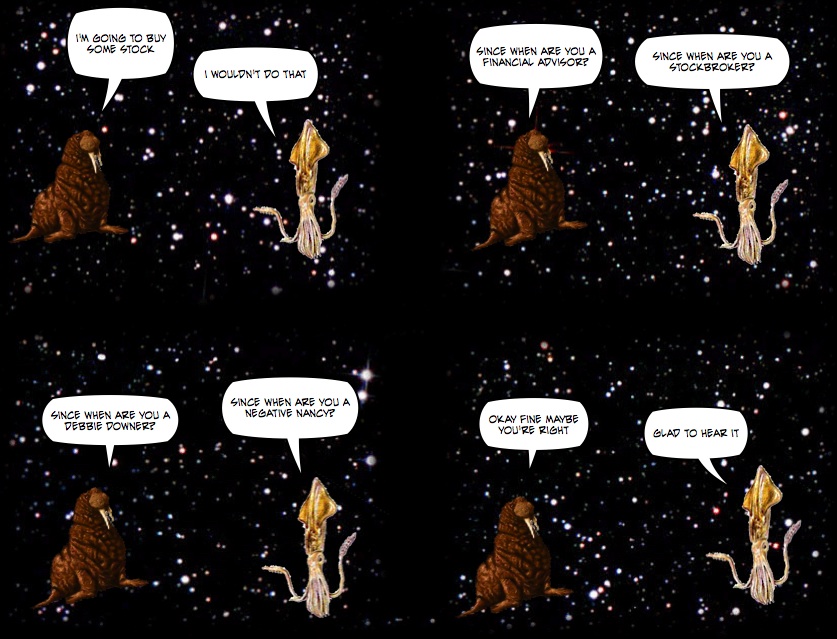 I'M GOING TO BUY
SOME STOCK
I WOULDN'T DO THAT
SINCE WHEN ARE YOU A
FINANCIAL ADVISOR?
SINCE WHEN ARE YOU A
STOCKBROKER?
SINCE WHEN ARE YOU A
DEBBIE DOWNER?
SINCE WHEN ARE YOU A
NEGATIVE NANCY?
OKAY FINE MAYBE
YOU'RE RIGHT
GLAD TO HEAR IT